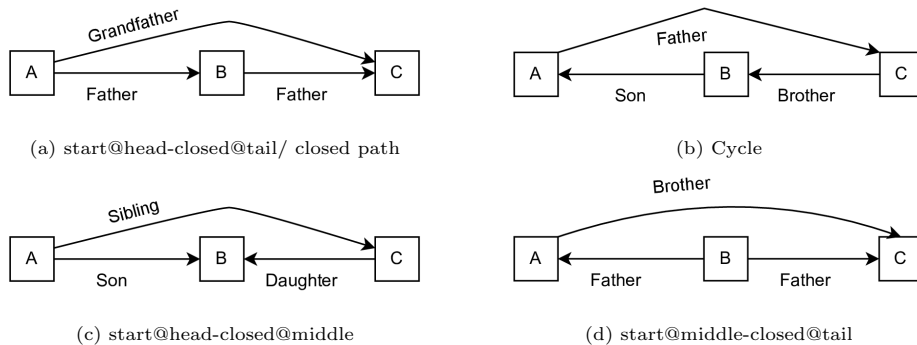 Grandfather
A
B
C
Father
Father
(a) start@head-closed@tail/ closed path
Father
A
B
C
Son
Brother
(b) Cycle
Sibling
A
B
C
Son
Daughter
(c) start@head-closed@middle
Brother
A
B
C
Father
Father
(d) start@middle-closed@tail